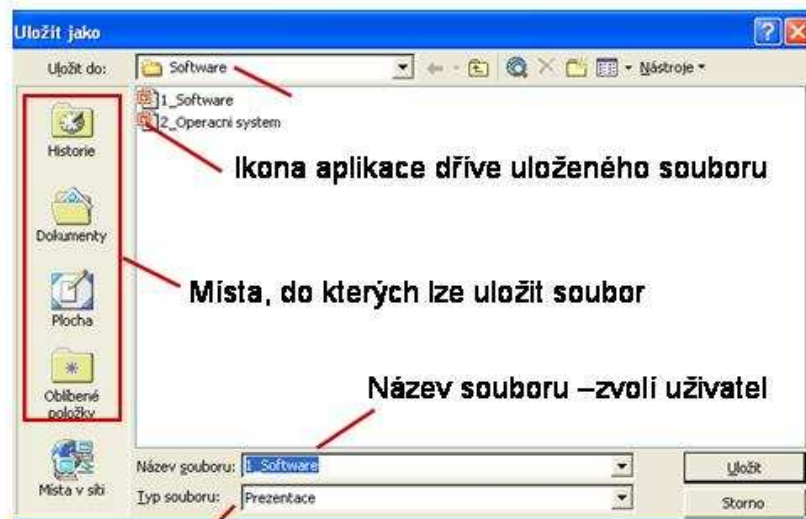 Uložit jako
Uložit do:
Software
Nástroje
1_Software
2_Operacni system
Historie
Ikona aplikace dříve uloženého souboru
Dokumenty
Místa, do kterých lze uložit soubor
Plocha
Název souboru –zvolí uživatel
Oblíbené
položky
Název souboru:
1_Software
Uložit
Místa v síti
Typ souboru:
Prezentace
Storno